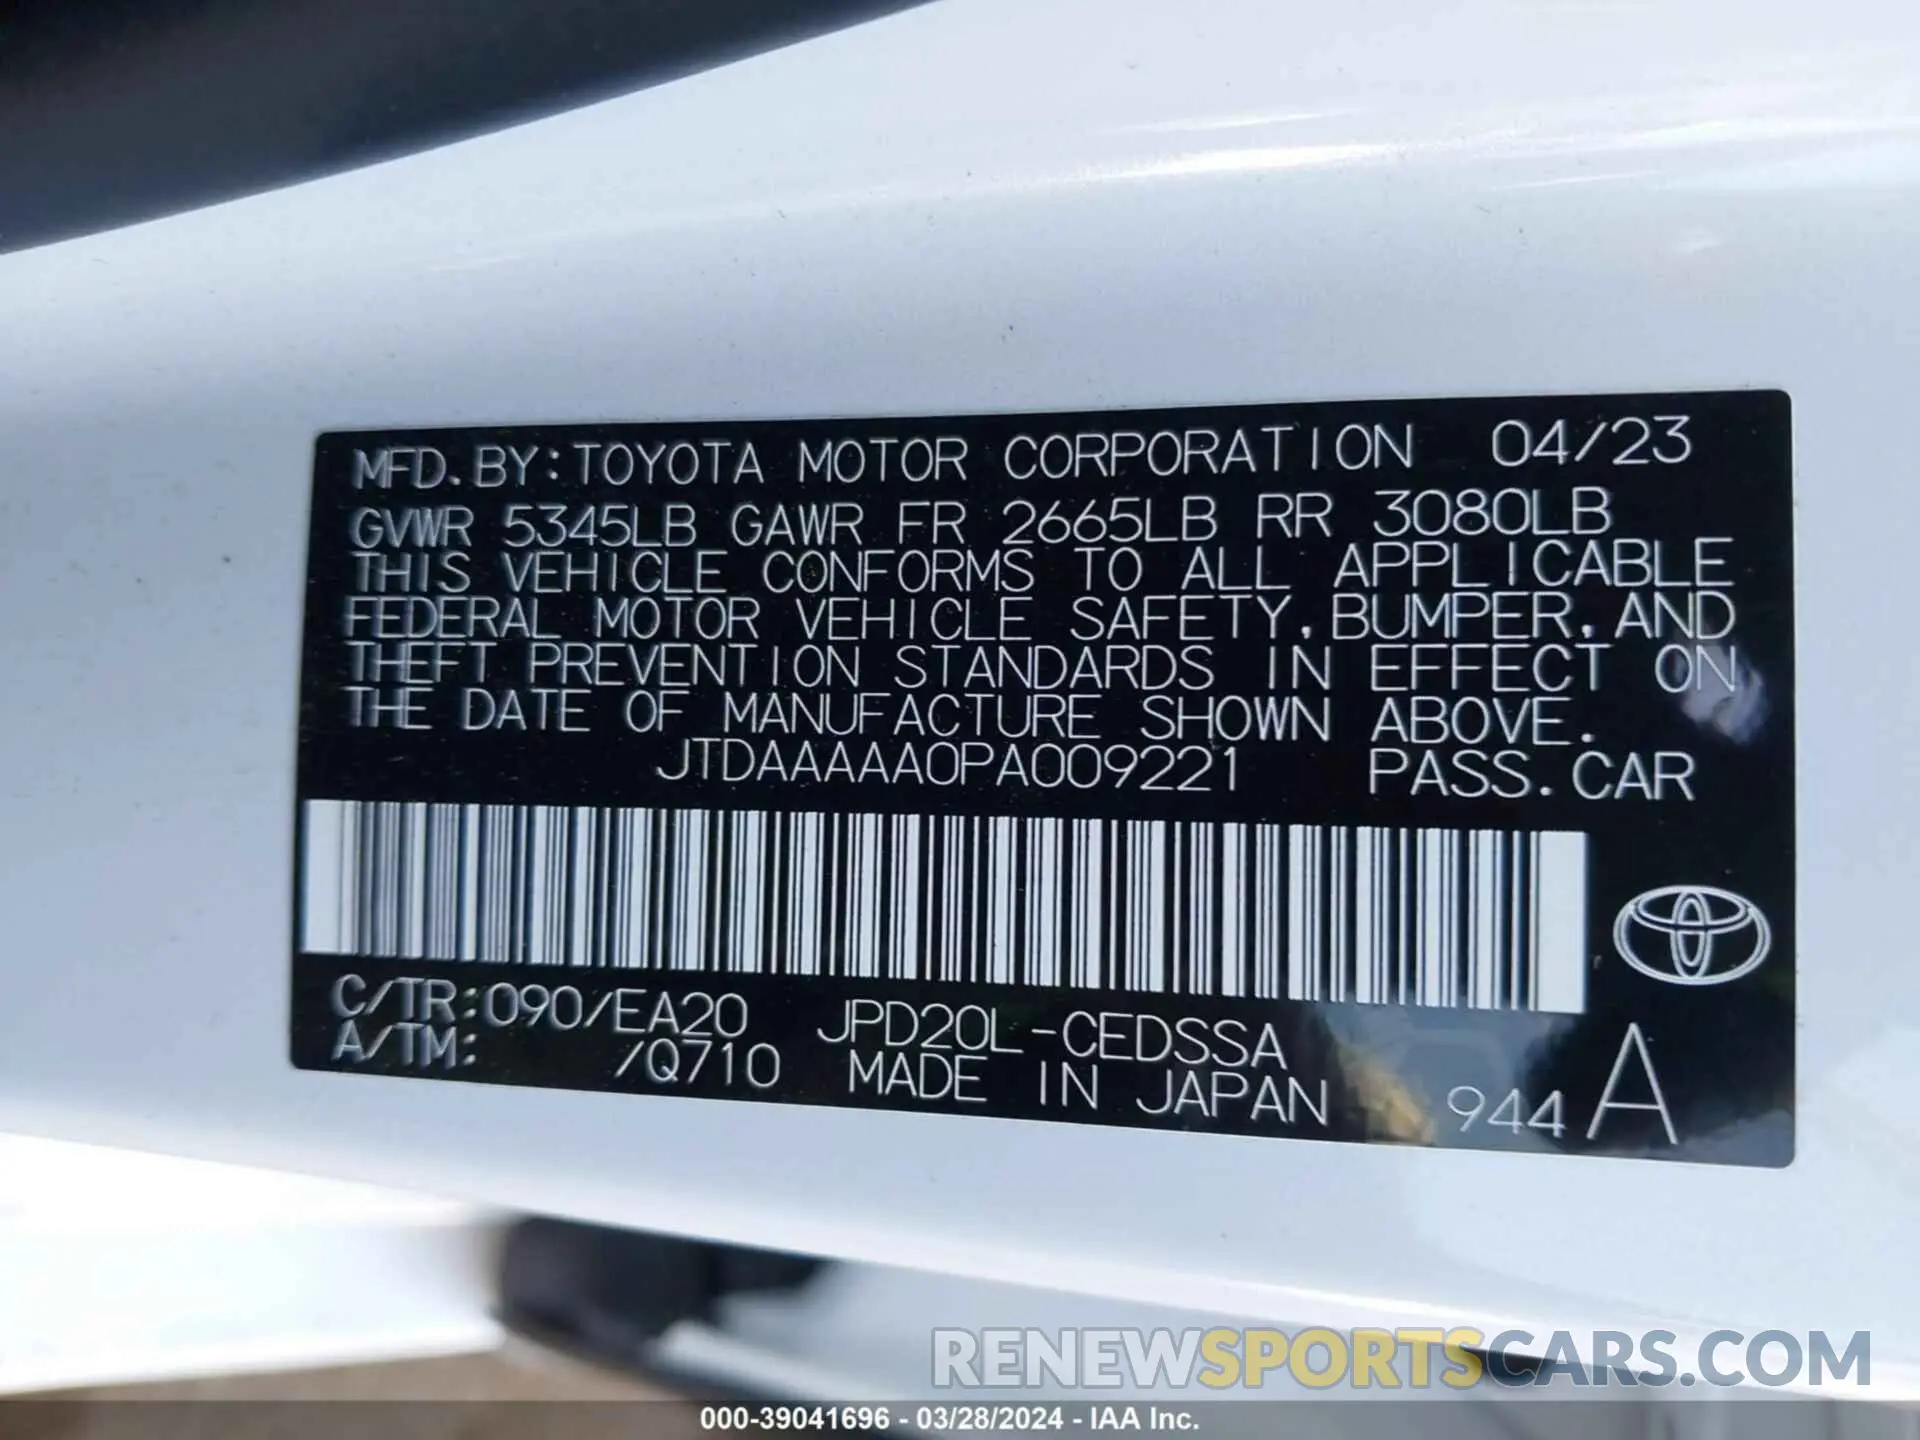 MFD. BY: TOYOTA MOTOR CORPORATION 04/23
GVWR 5345LB GAWR FR 2665LB RR 3080LB
THIS VEHICLE CONFORMS TO ALL APPLICABLE
FEDERAL MOTOR VEHICLE SAFETY, BUMPER, AND
THEFT PREVENTION STANDARDS IN EFFECT ON
THE DATE OF MANUFACTURE SHOWN ABOVE.
JTDAAAAA0PA009221 PASS. CAR
C/TR: 090/EA20 JPD20L-CEDSSA
A/TM: /Q710 MADE IN JAPAN 944 A
RENEWSPORTSCARS.COM
000-39041696 - 03/28/2024 - IAA Inc.